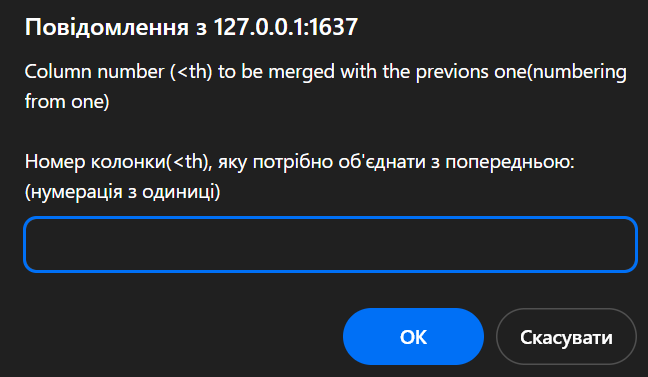 Повідомлення з 127.0.0.1:1637
Column number (<th) to be merged with the previons one(numbering
from one)
Номер колонки(<th), яку потрібно об'єднати з попередньою:
(нумерація з одиниці)
ОК
Скасувати